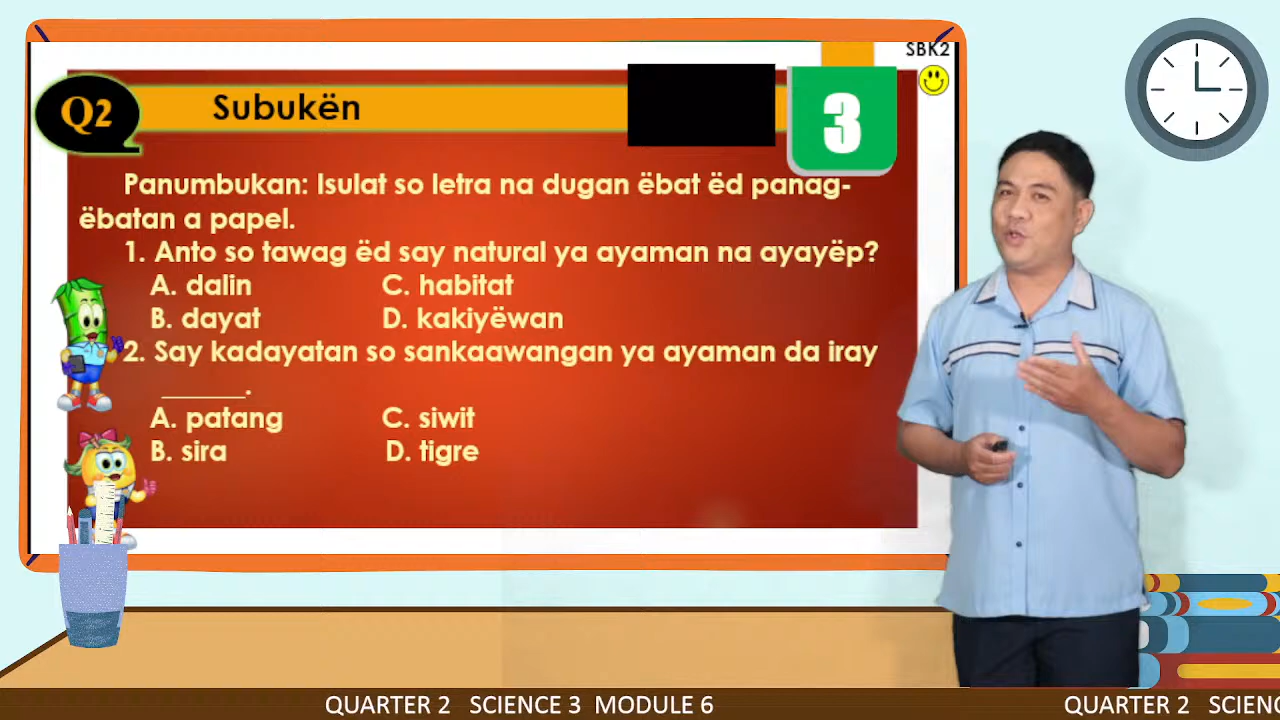 SBK2
Q2
Subukën
3
Panumbukan: Isulat so letra na dugan ëbat ëd panag-
ëbatan a papel.
1. Anto so tawag ëd say natural ya ayaman na ayayëp?
A. dalin C. habitat
B. dayat D. kakiyëwan
2. Say kadayatan so sankaawangan ya ayaman da iray
______.
A. patang C. siwit
B. sira D. tigre
QUARTER 2 SCIENCE 3 MODULE 6
QUARTER 2 SCIENC